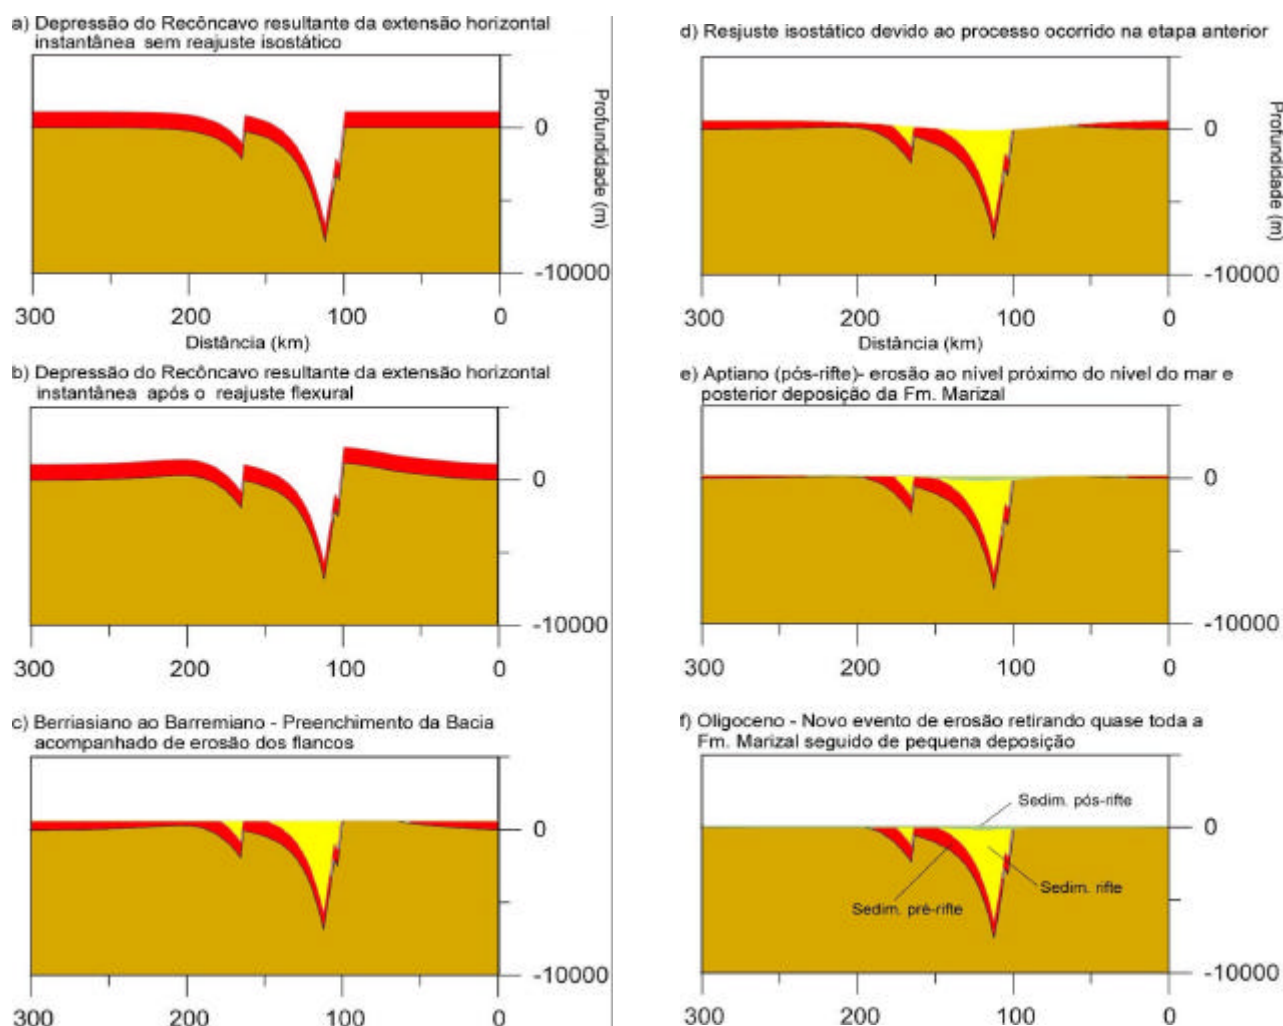 a) Depressão do Recôncavo resultante da extensão horizontal
instantânea sem reajuste isostático
Profundidade (m)
0
-10000
300
200
100
0
Distância (km)
b) Depressão do Recôncavo resultante da extensão horizontal
instantânea após o reajuste flexural
0
-10000
300
200
100
0
c) Berriasiano ao Barremiano - Preenchimento da Bacia
acompanhado de erosão dos flancos
0
-10000
300
200
100
0
d) Resjuste isostático devido ao processo ocorrido na etapa anterior
Profundidade (m)
0
-10000
300
200
100
0
Distância (km)
e) Aptiano (pós-rifte)- erosão ao nível próximo do nível do mar e
posterior deposição da Fm. Marizal
0
-10000
300
200
100
0
f) Oligoceno - Novo evento de erosão retirando quase toda a
Fm. Marizal seguido de pequena deposição
Sedim. pós-rifte
0
Sedim. rifte
Sedim. pré-rifte
-10000
300
200
100
0